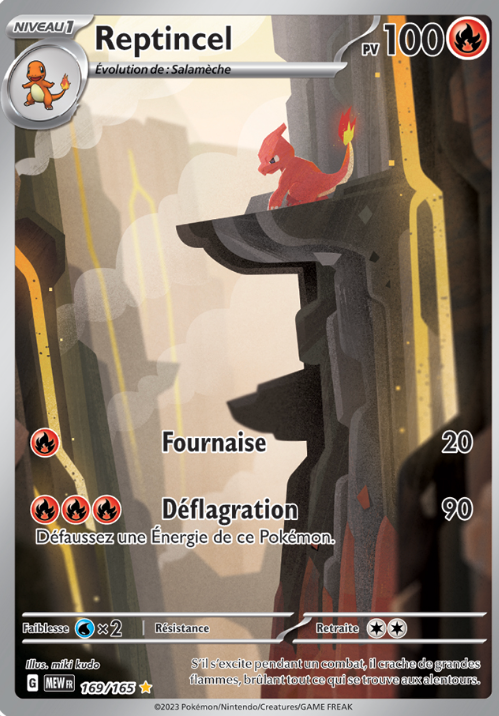 NIVEAU 1
Reptincel
PV 100
Évolution de : Salamèche
Fournaise 20
Déflagration 90
Défaussez une Énergie de ce Pokémon.
Faiblesse ×2 Résistance Retraite
Illus. miki kudo
S'il s'excite pendant un combat, il crache de grandes
flammes, brûlant tout ce qui se trouve aux alentours.
G MEW FR 169/165
©2023 Pokémon/Nintendo/Creatures/GAME FREAK